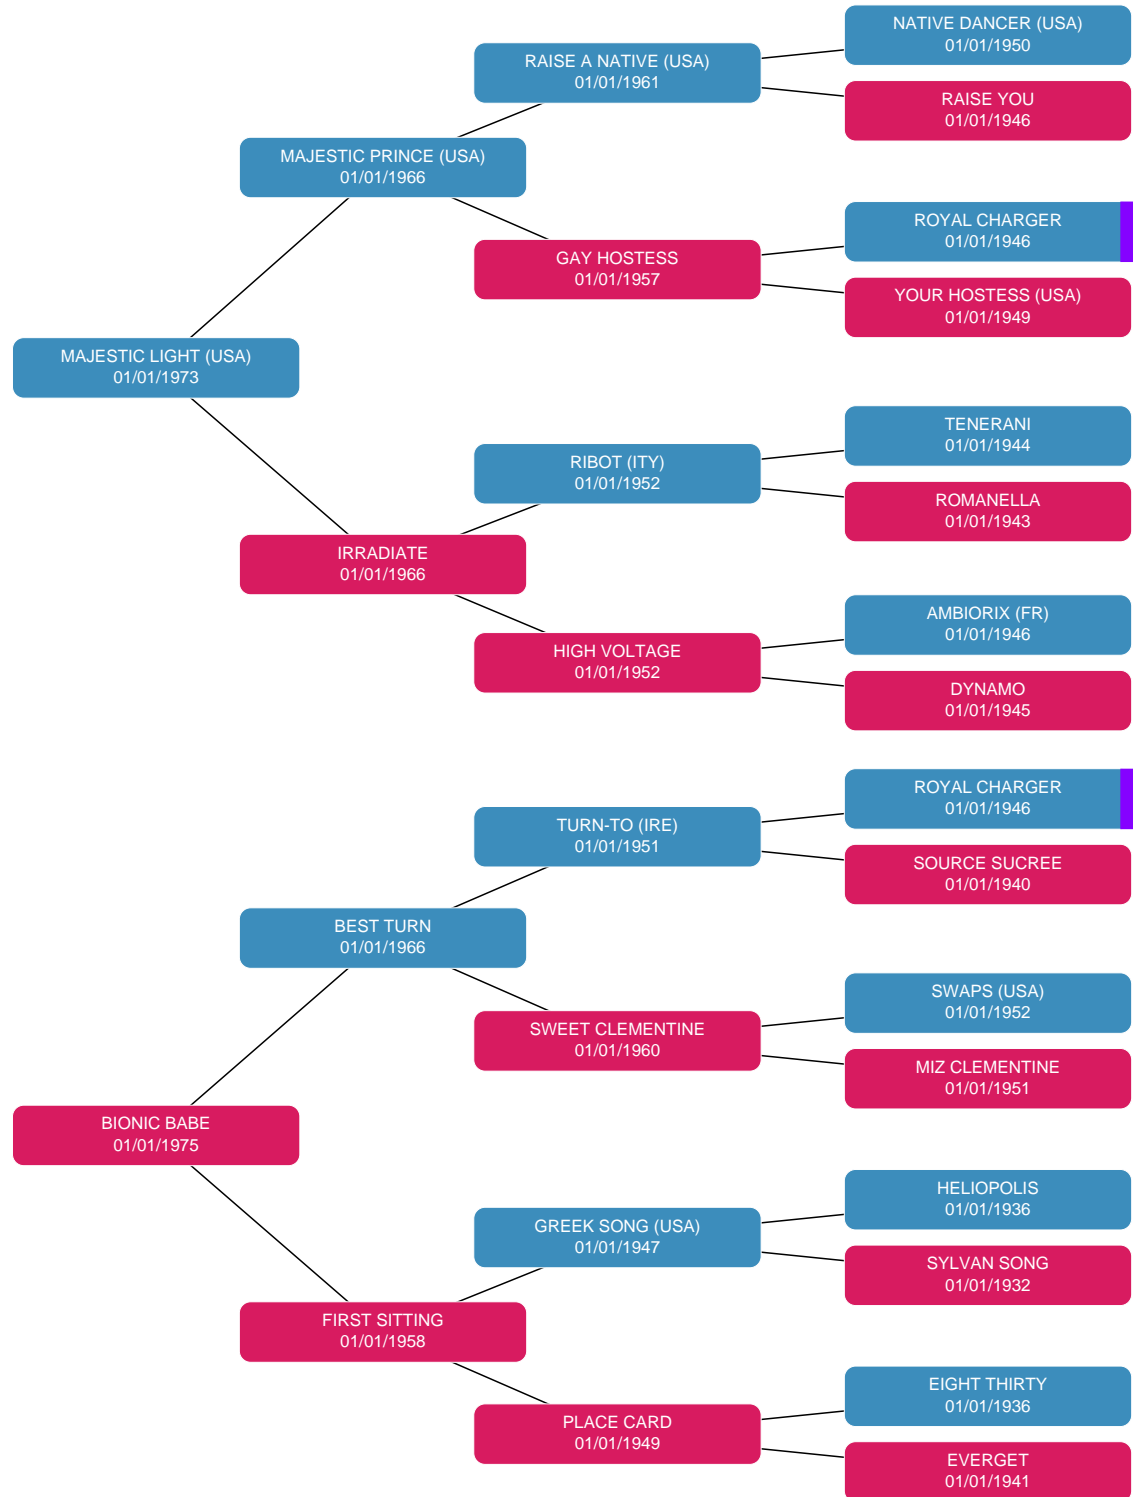 NATIVE DANCER (USA)
01/01/1950
RAISE A NATIVE (USA)
01/01/1961
RAISE YOU
01/01/1946
MAJESTIC PRINCE (USA)
01/01/1966
ROYAL CHARGER
01/01/1946
GAY HOSTESS
01/01/1957
YOUR HOSTESS (USA)
01/01/1949
MAJESTIC LIGHT (USA)
01/01/1973
TENERANI
01/01/1944
RIBOT (ITY)
01/01/1952
ROMANELLA
01/01/1943
IRRADIATE
01/01/1966
AMBIORIX (FR)
01/01/1946
HIGH VOLTAGE
01/01/1952
DYNAMO
01/01/1945
ROYAL CHARGER
01/01/1946
TURN-TO (IRE)
01/01/1951
SOURCE SUCREE
01/01/1940
BEST TURN
01/01/1966
SWAPS (USA)
01/01/1952
SWEET CLEMENTINE
01/01/1960
MIZ CLEMENTINE
01/01/1951
BIONIC BABE
01/01/1975
HELIOPOLIS
01/01/1936
GREEK SONG (USA)
01/01/1947
SYLVAN SONG
01/01/1932
FIRST SITTING
01/01/1958
EIGHT THIRTY
01/01/1936
PLACE CARD
01/01/1949
EVERGET
01/01/1941